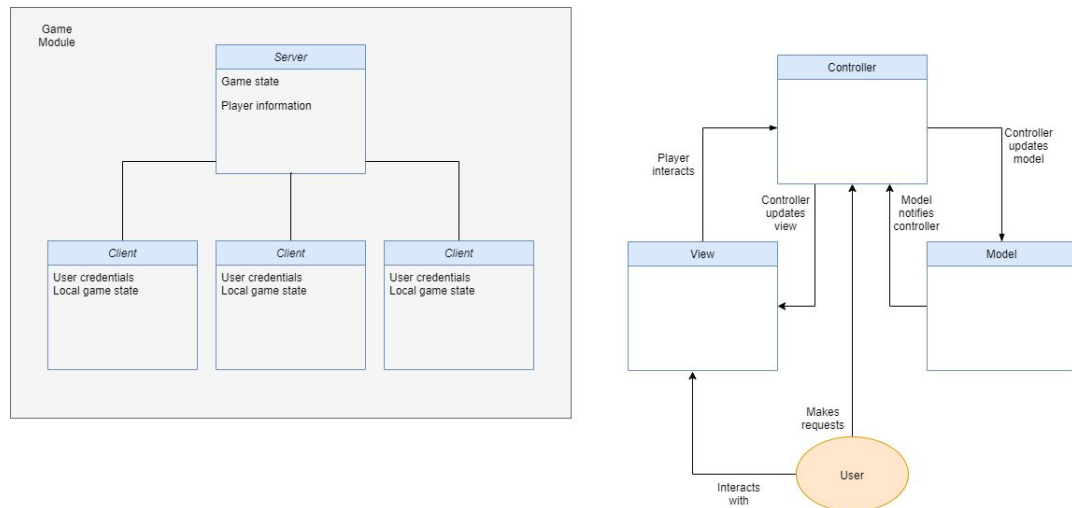 Game
Module
Server
Game state
Player information
Client
User credentials
Local game state
Client
User credentials
Local game state
Client
User credentials
Local game state
Controller
Player
interacts
Controller
updates
model
Controller
updates
view
Model
notifies
controller
View
Model
Makes
requests
User
Interacts
with